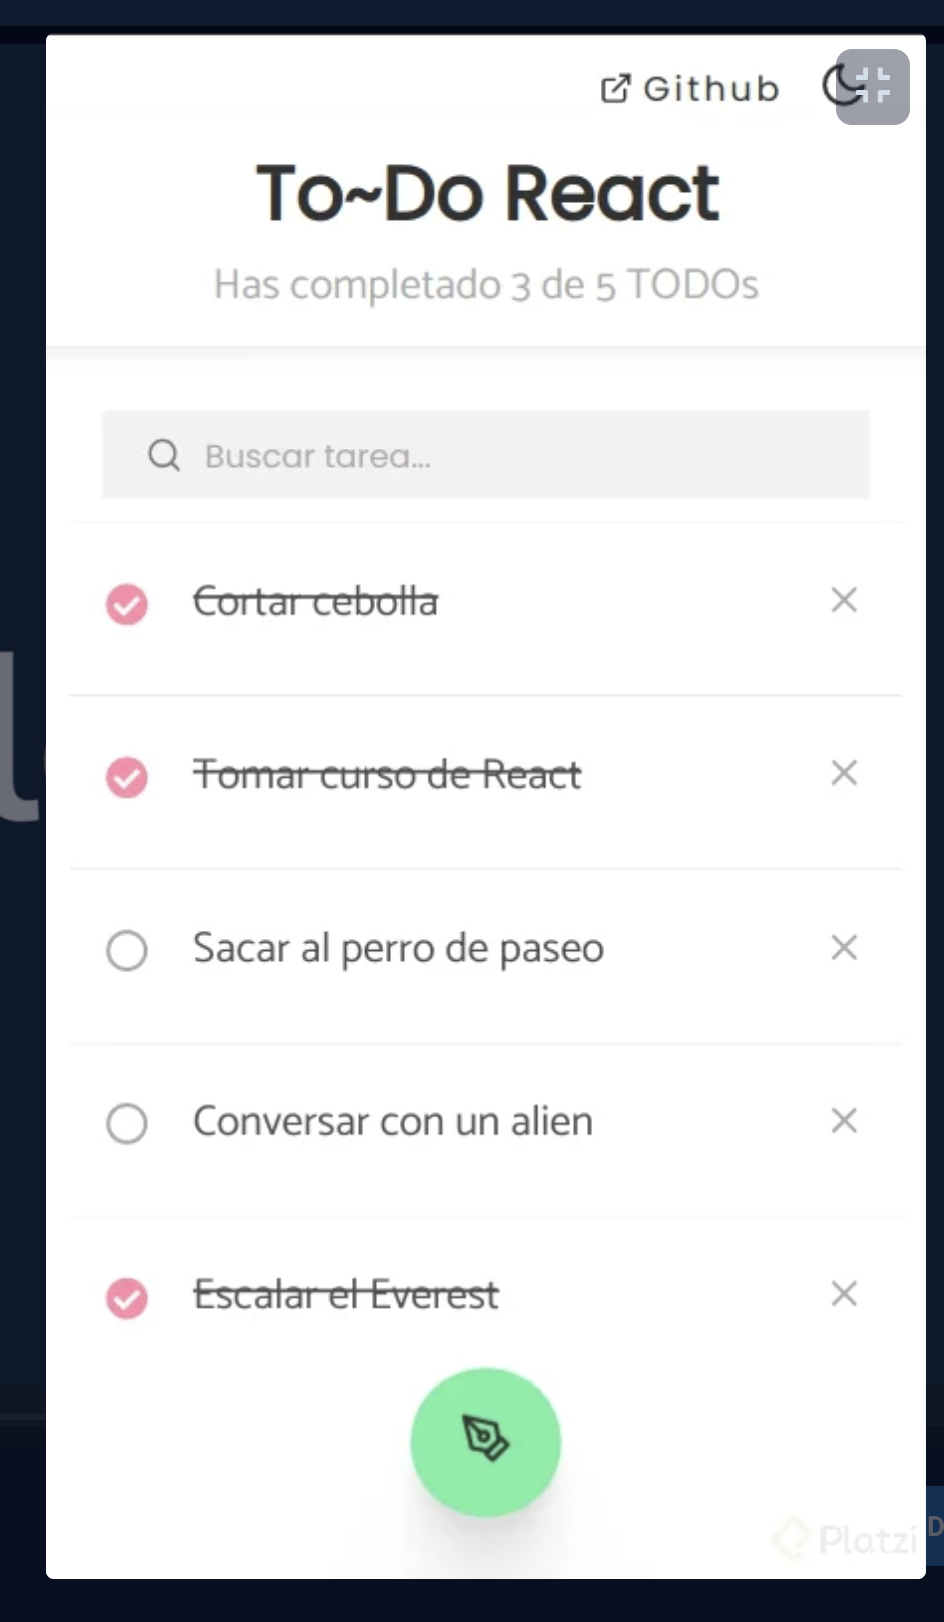 Github
To~Do React
Has completado 3 de 5 TODOs
Buscar tarea...
Cortar cebolla
Tomar curso de React
Sacar al perro de paseo
Conversar con un alien
Escalar el Everest
Platzi
D